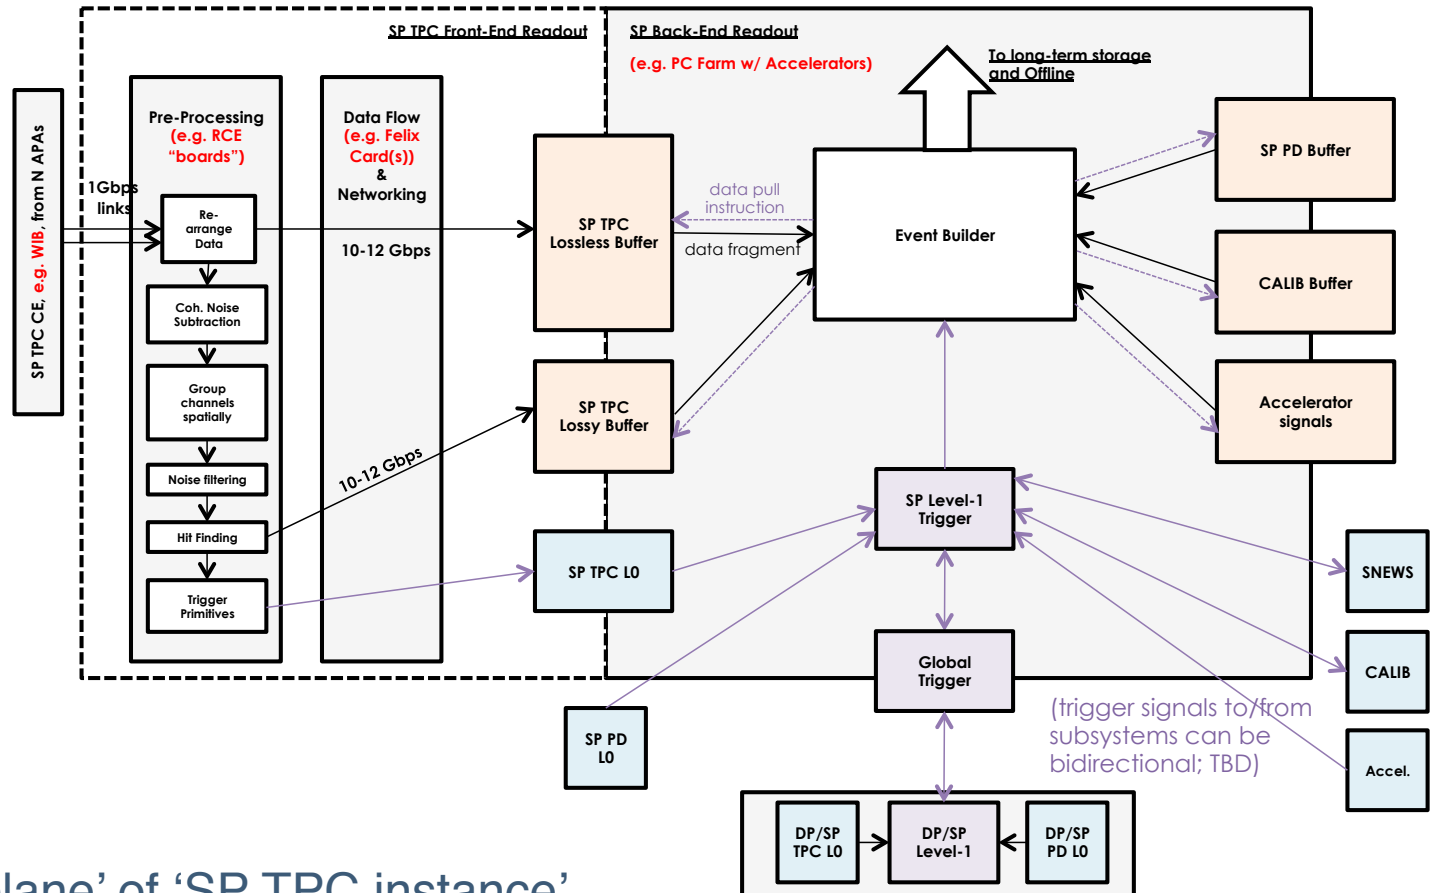 SP TPC Front-End Readout
SP Back-End Readout
(e.g. PC Farm w/ Accelerators)
To long-term storage
and Offline
SP TPC CE, e.g. WIB, from N APAs
1Gbps
links
Pre-Processing
(e.g. RCE
“boards”)
Re-
arrange
Data
Coh. Noise
Subtraction
Group
channels
spatially
Noise filtering
Hit Finding
Trigger
Primitives
Data Flow
(e.g. Felix
Card(s))
&
Networking
10-12 Gbps
10-12 Gbps
SP TPC
Lossless Buffer
SP TPC
Lossy Buffer
SP TPC L0
data pull
instruction
data fragment
Event Builder
SP PD Buffer
CALIB Buffer
Accelerator
signals
SP Level-1
Trigger
Global
Trigger
SP PD
L0
SNEWS
CALIB
Accel.
(trigger signals to/from
subsystems can be
bidirectional; TBD)
DP/SP
TPC L0
DP/SP
Level-1
DP/SP
PD L0
lane’ of ‘SP TPC instance’